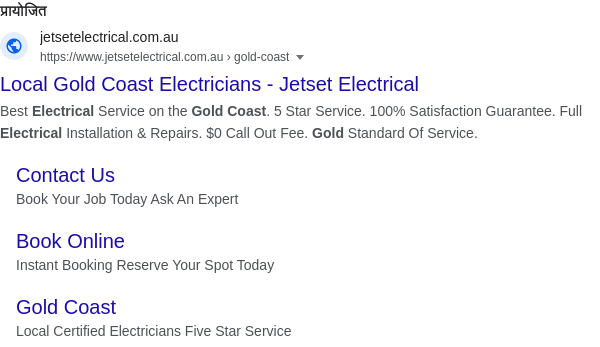 प्रायोजित
jetsetelectrical.com.au
https://www.jetsetelectrical.com.au › gold-coast
Local Gold Coast Electricians - Jetset Electrical
Best Electrical Service on the Gold Coast. 5 Star Service. 100% Satisfaction Guarantee. Full
Electrical Installation & Repairs. $0 Call Out Fee. Gold Standard Of Service.
Contact Us
Book Your Job Today Ask An Expert
Book Online
Instant Booking Reserve Your Spot Today
Gold Coast
Local Certified Electricians Five Star Service